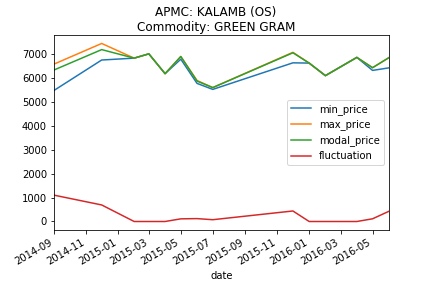 APMC: KALAMB (OS)
Commodity: GREEN GRAM
7000
6000
5000
4000
3000
2000
1000
0
min_price
max_price
modal_price
fluctuation
2014-09
2014-11
2015-01
2015-03
2015-05
2015-07
2015-09
2015-11
2016-01
2016-03
2016-05
date